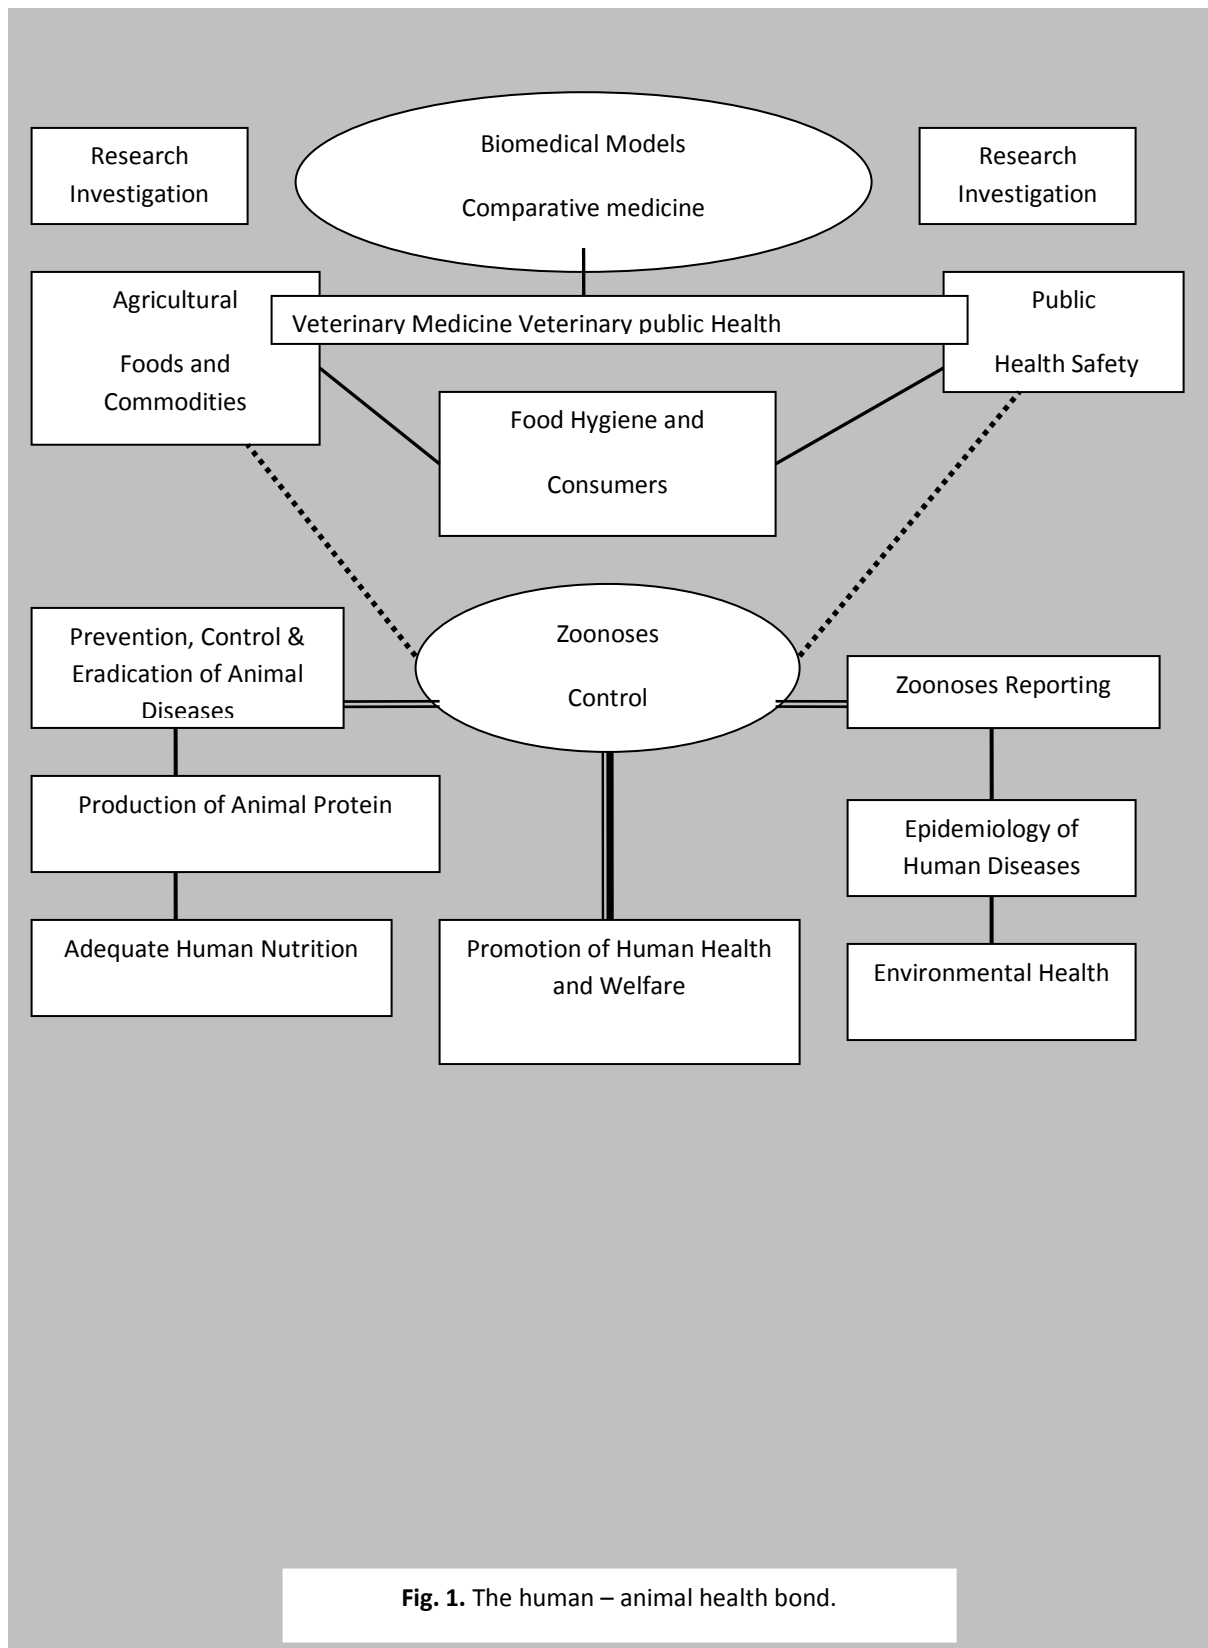 Biomedical Models
Comparative medicine
Research
Investigation
Research
Investigation
Agricultural
Foods and
Commodities
Veterinary Medicine Veterinary public Health
Public
Health Safety
Food Hygiene and
Consumers
Zoonoses
Control
Prevention, Control &
Eradication of Animal
Diseases
Zoonoses Reporting
Production of Animal Protein
Epidemiology of
Human Diseases
Adequate Human Nutrition
Promotion of Human Health
and Welfare
Environmental Health
Fig. 1. The human – animal health bond.